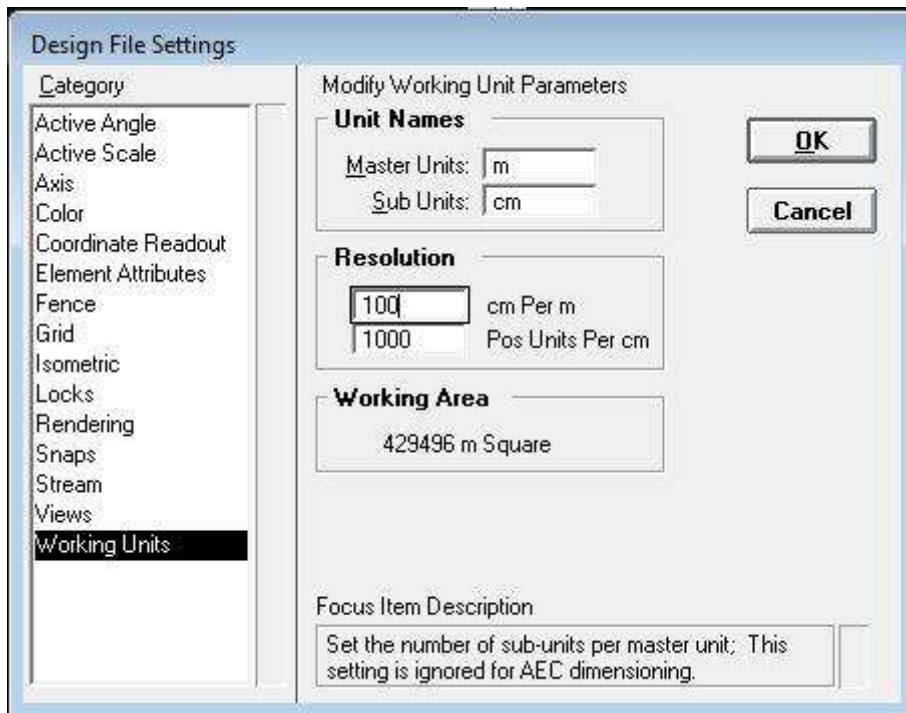 Design File Settings
Category
Active Angle
Active Scale
Axis
Color
Coordinate Readout
Element Attributes
Fence
Grid
Isometric
Locks
Rendering
Snaps
Stream
Views
Working Units
Modify Working Unit Parameters
Unit Names
Master Units: m
Sub Units: cm
Resolution
100 cm Per m
1000 Pos Units Per cm
Working Area
429496 m Square
OK
Cancel
Focus Item Description
Set the number of sub-units per master unit; This
setting is ignored for AEC dimensioning.